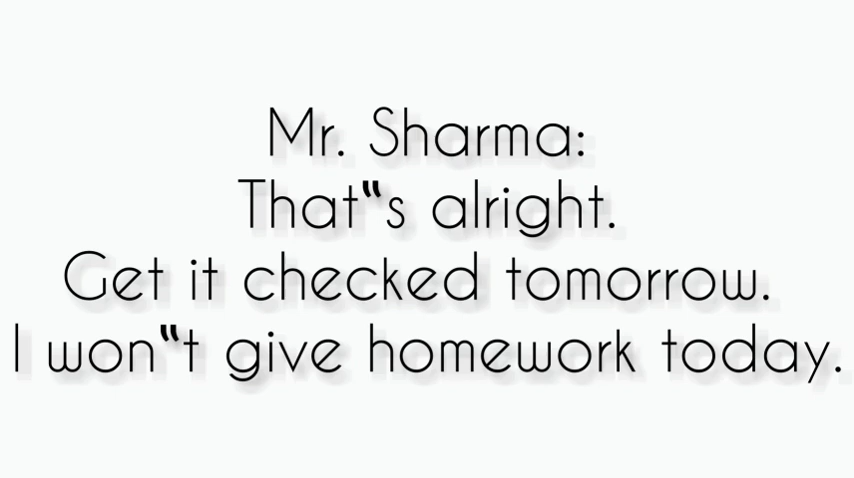 Mr. Sharma:
That‟s alright.
Get it checked tomorrow.
I won‟t give homework today.